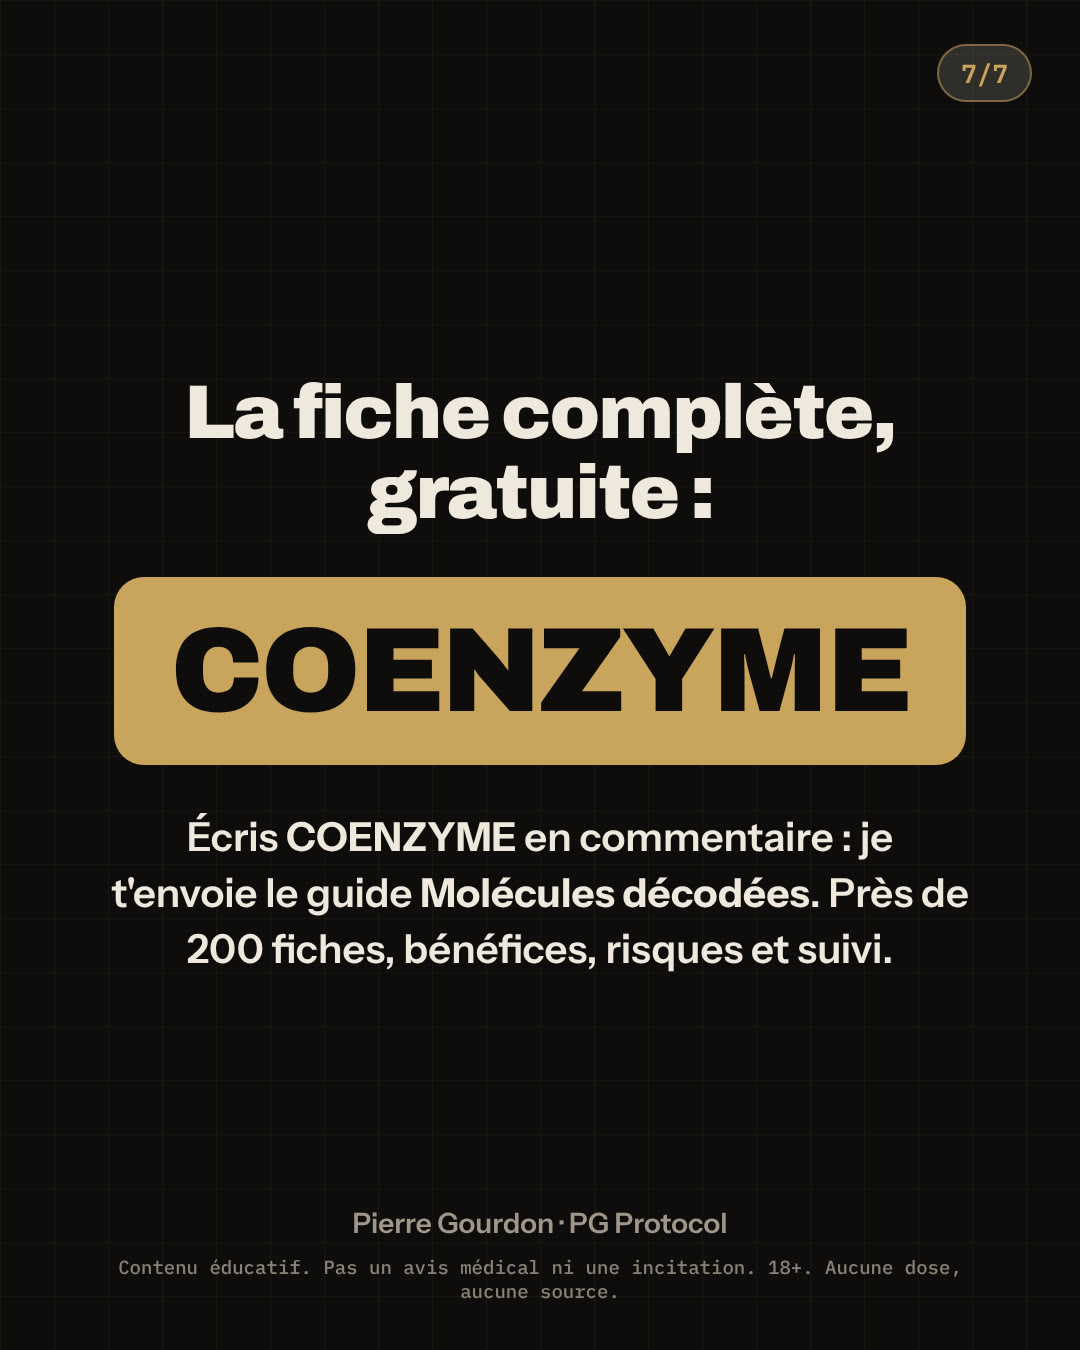 7/7
La fiche complète,
gratuite :
COENZYME
Écris COENZYME en commentaire : je
t'envoie le guide Molécules décodées. Près de
200 fiches, bénéfices, risques et suivi.
Pierre Gourdon · PG Protocol
Contenu éducatif. Pas un avis médical ni une incitation. 18+. Aucune dose,
aucune source.